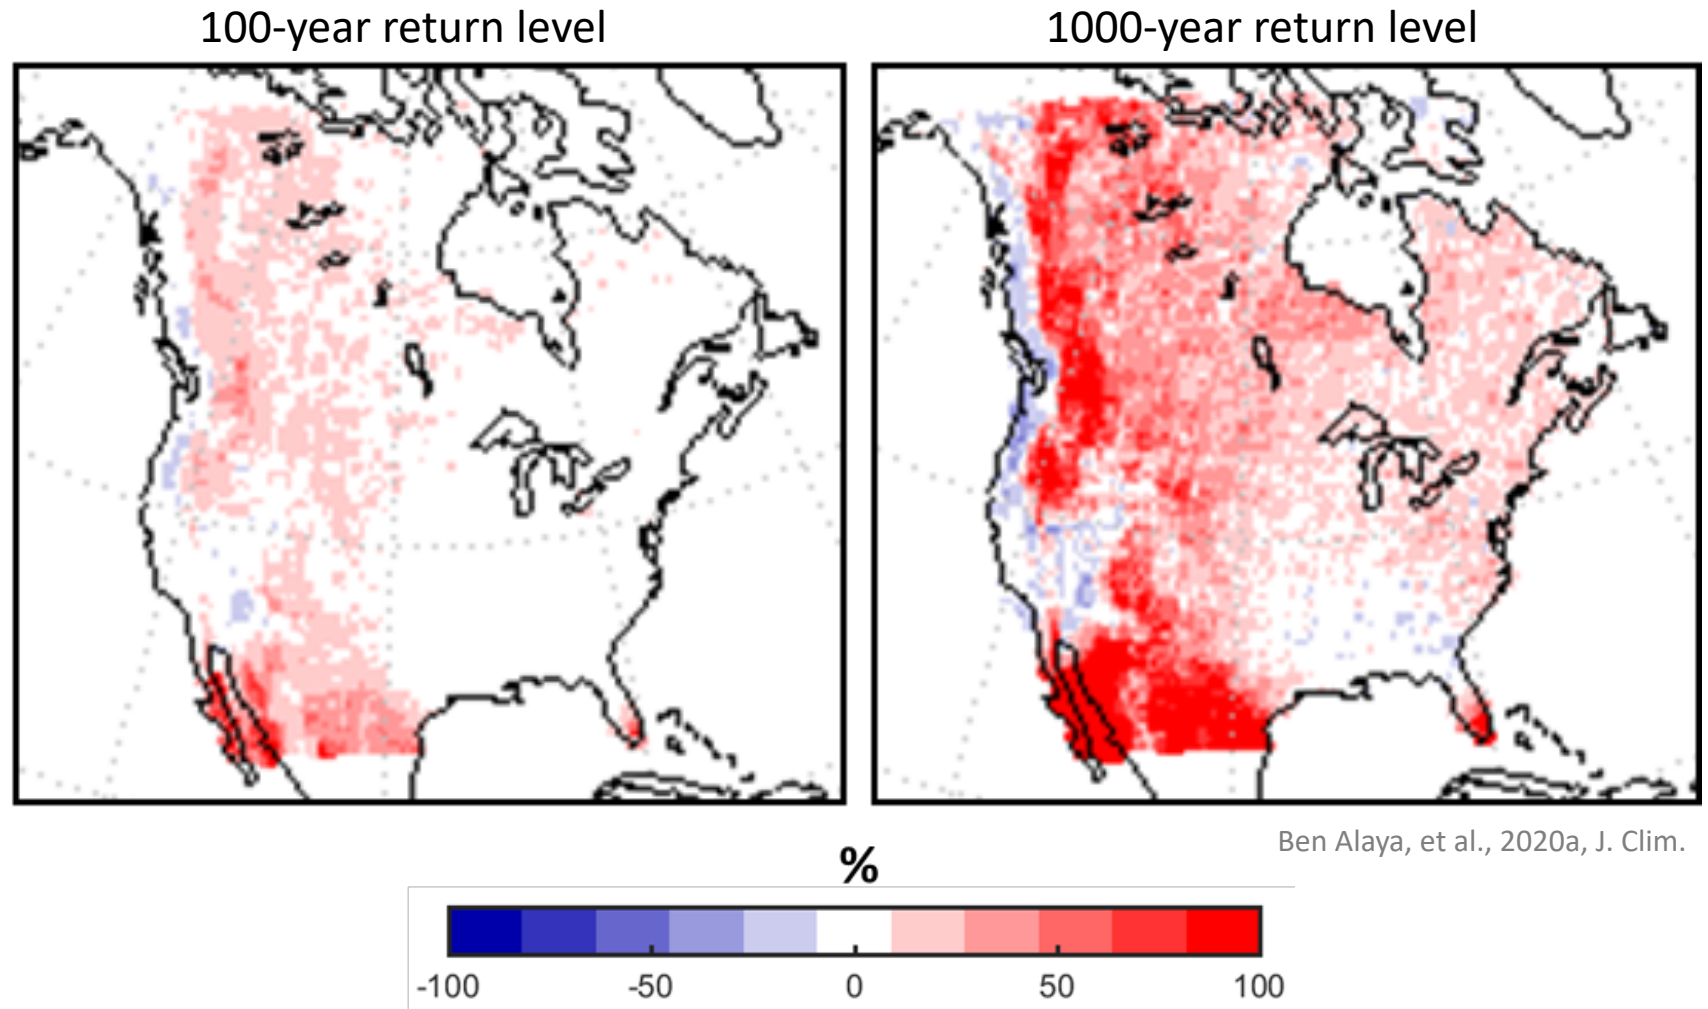 100-year return level
1000-year return level
Ben Alaya, et al., 2020a, J. Clim.
%
-100 -50 0 50 100